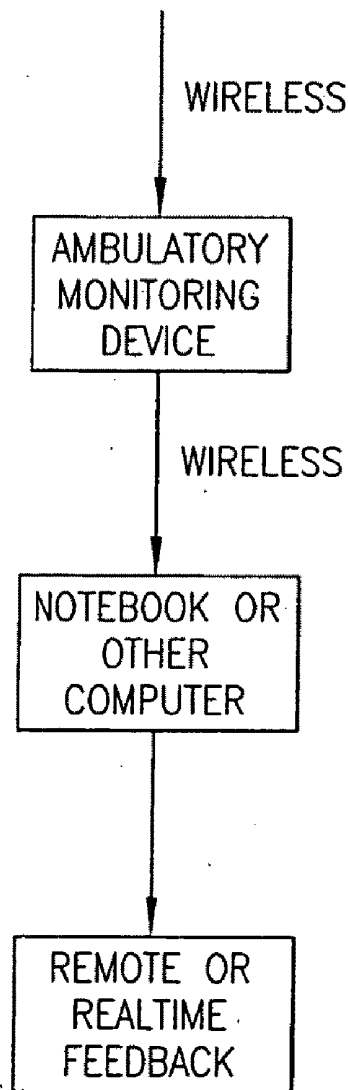 WIRELESS
AMBULATORY
MONITORING
DEVICE
WIRELESS
NOTEBOOK OR
OTHER
COMPUTER
REMOTE OR
REALTIME
FEEDBACK